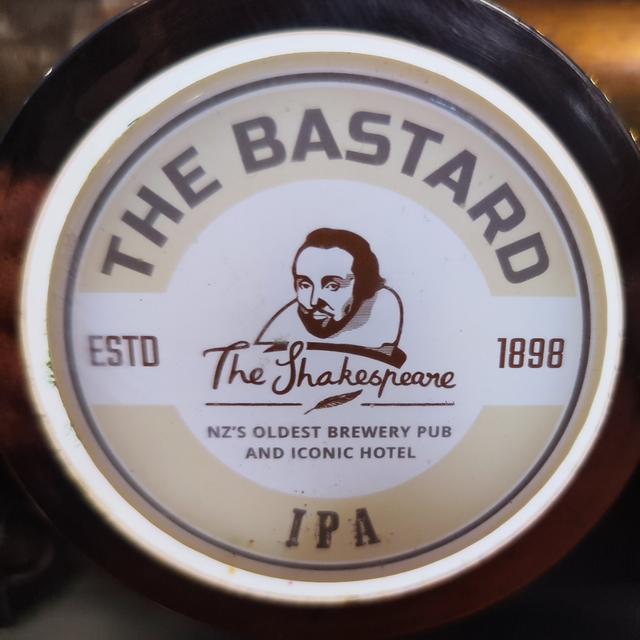 THE BASTARD
ESTD 1898
The Shakespeare
NZ'S OLDEST BREWERY PUB
AND ICONIC HOTEL
IPA